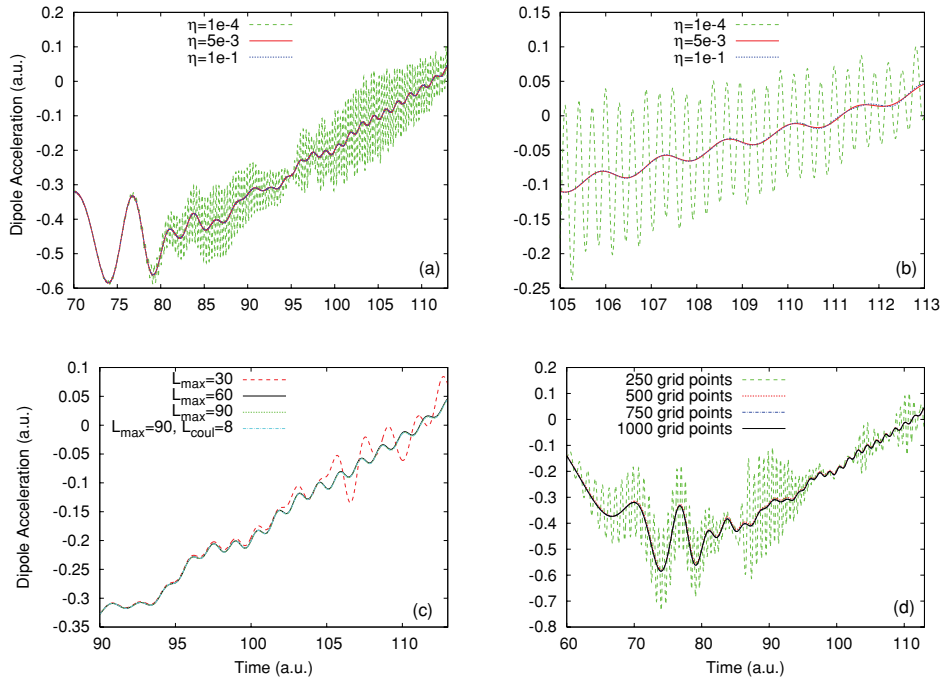 η=1e-4
η=5e-3
η=1e-1
Dipole Acceleration (a.u.)
0.2
0.1
0
-0.1
-0.2
-0.3
-0.4
-0.5
-0.6
70 75 80 85 90 95 100 105 110
(a)
η=1e-4
η=5e-3
η=1e-1
0.15
0.1
0.05
0
-0.05
-0.1
-0.15
-0.2
-0.25
105 106 107 108 109 110 111 112 113
(b)
L_max=30
L_max=60
L_max=90
L_max=90, L_coul=8
Dipole Acceleration (a.u.)
0.1
0.05
0
-0.05
-0.1
-0.15
-0.2
-0.25
-0.3
-0.35
90 95 100 105 110
Time (a.u.)
(c)
250 grid points
500 grid points
750 grid points
1000 grid points
0.2
0.1
0
-0.1
-0.2
-0.3
-0.4
-0.5
-0.6
-0.7
-0.8
60 70 80 90 100 110
Time (a.u.)
(d)